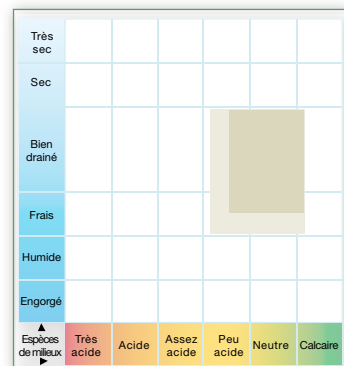 Très
sec
Sec
Bien
drainé
Frais
Humide
Engorgé
Espèces
de milieux
Très
acide
Acide
Assez
acide
Peu
acide
Neutre
Calcaire